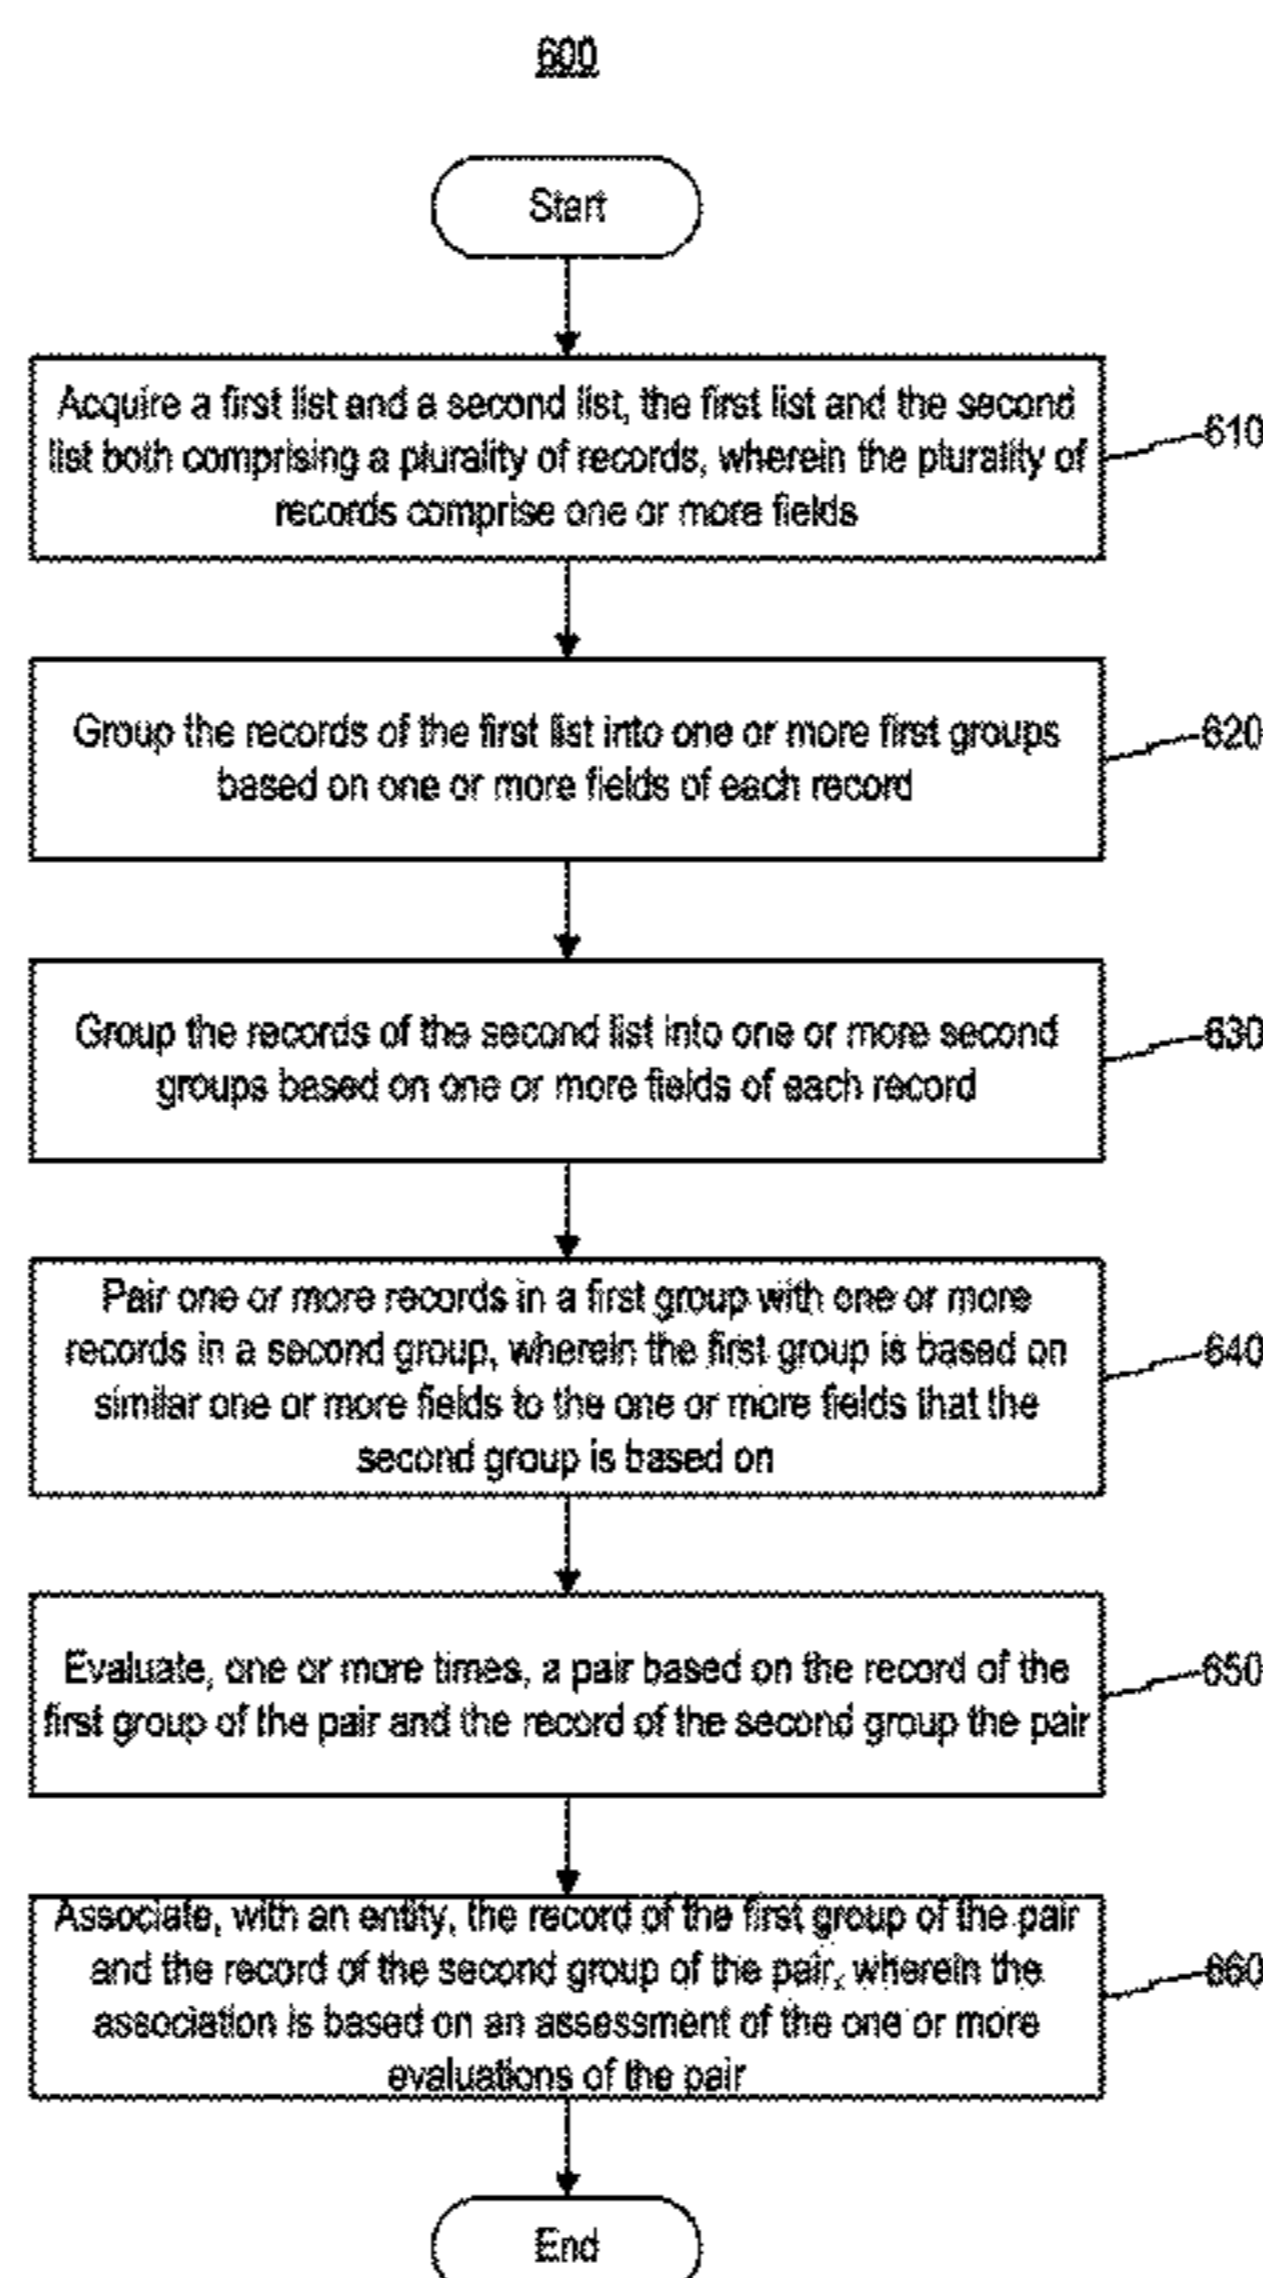 600
Start
Acquire a first list and a second list, the first list and the second
list both comprising a plurality of records, wherein the plurality of
records comprise one or more fields
610
Group the records of the first list into one or more first groups
based on one or more fields of each record
620
Group the records of the second list into one or more second
groups based on one or more fields of each record
630
Pair one or more records in a first group with one or more
records in a second group, wherein the first group is based on
similar one or more fields to the one or more fields that the
second group is based on
640
Evaluate, one or more times, a pair based on the record of the
first group of the pair and the record of the second group the pair
650
Associate, with an entity, the record of the first group of the pair
and the record of the second group of the pair, wherein the
association is based on an assessment of the one or more
evaluations of the pair
660
End